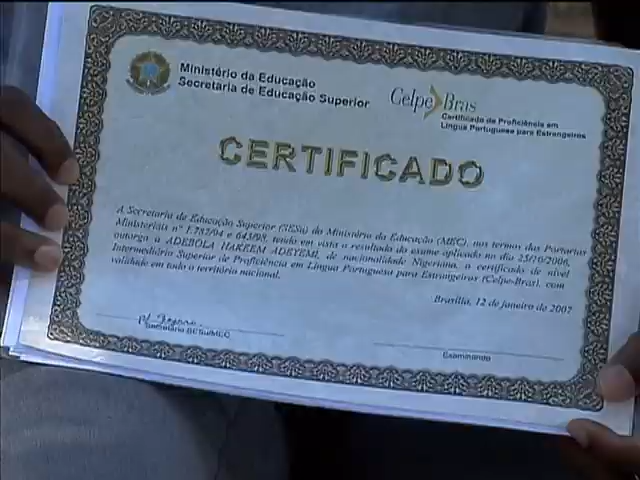 Ministério da Educação
Secretaria de Educação Superior
Celpe Bras
Certificado de Proficiência em
Língua Portuguesa para Estrangeiros
CERTIFICADO
A Secretaria de Educação Superior (SESu) do Ministério da Educação (MEC), nos termos das Portarias
Ministeriais nº 1.787/94 e 643/98, tendo em vista o resultado do exame aplicado no dia 25/10/2006,
outorga a ADEBOLA HAKEEM ADEYEMI, de nacionalidade Nigeriana, o certificado de nível
Intermediário Superior de Proficiência em Língua Portuguesa para Estrangeiros (Celpe-Bras), com
validade em todo o território nacional.
Brasília, 12 de janeiro de 2007
Secretário SESu/MEC
Examinando